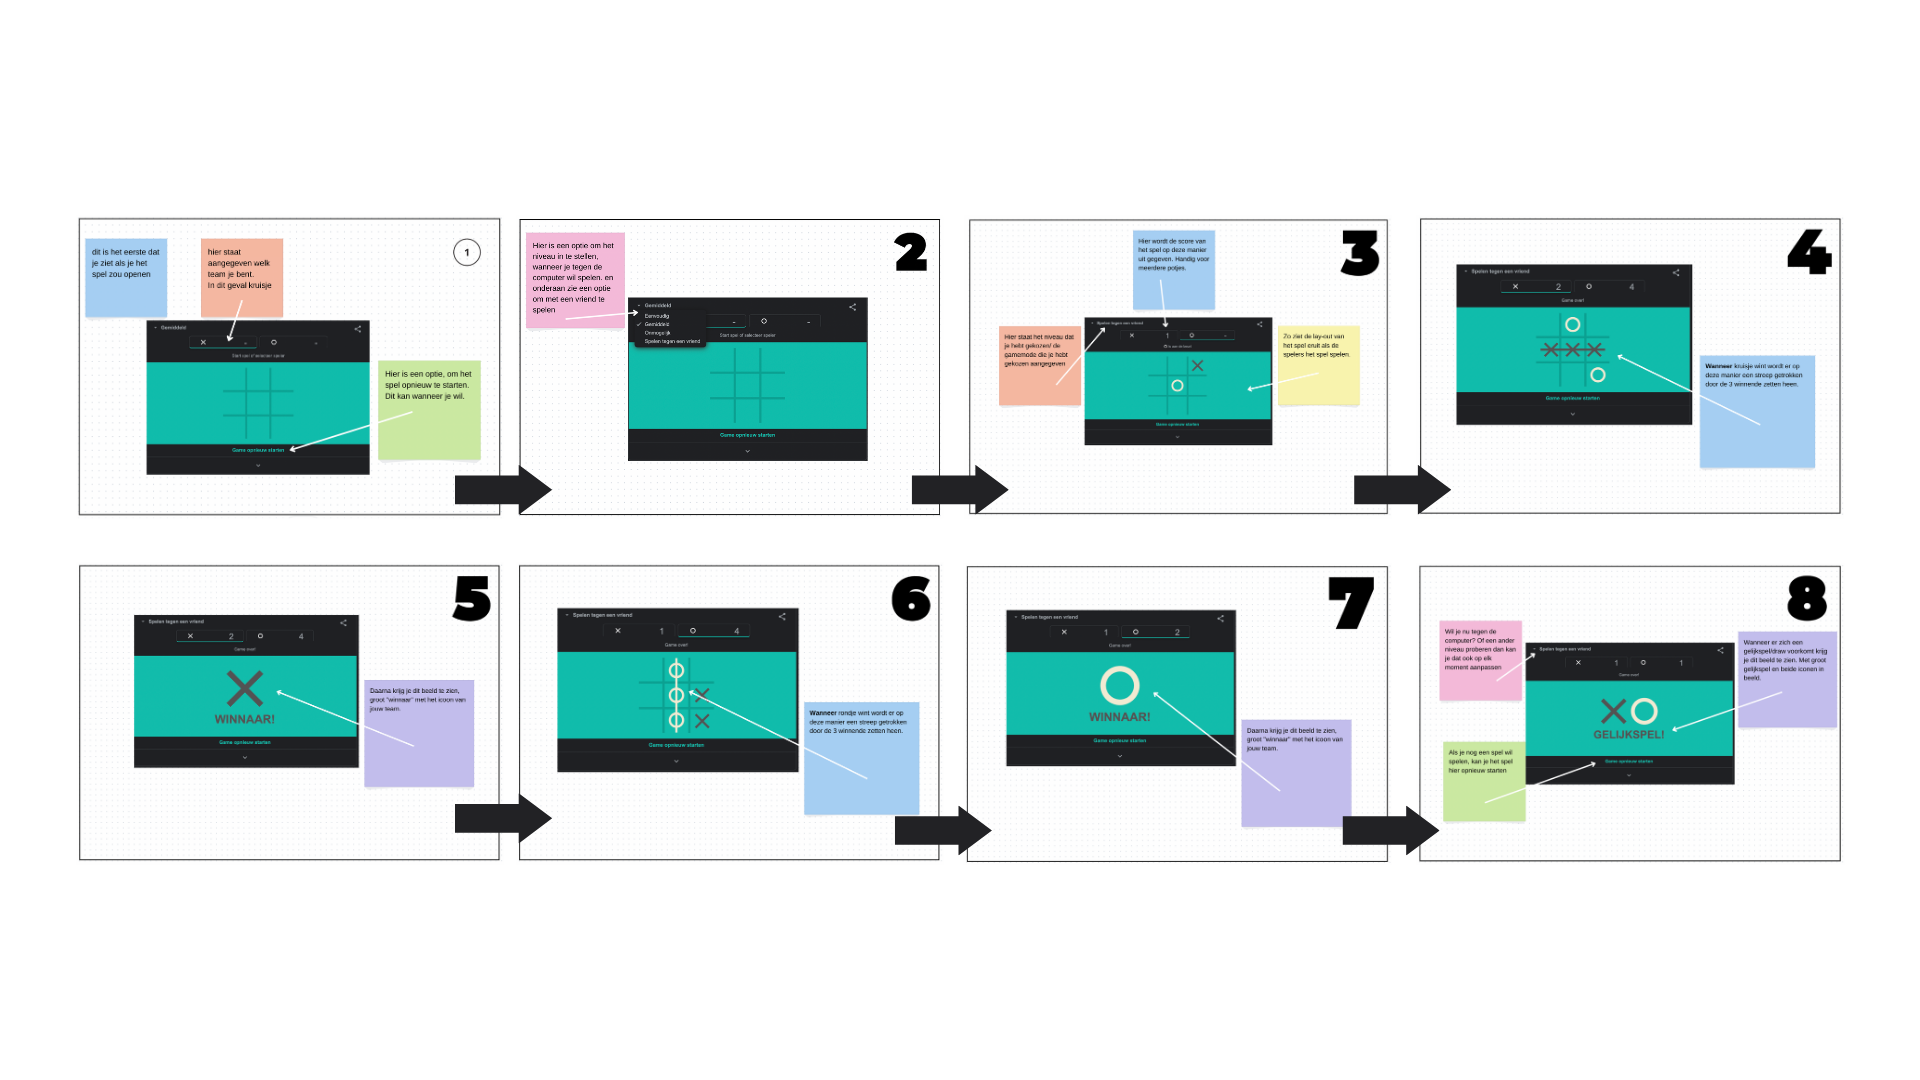 dit is het eerste dat
je ziet als je het
spel zou openen
hier staat
aangegeven welk
team je bent.
In dit geval kruisje
1
Gemiddeld
Start spel of selecteer speler
Game opnieuw starten
Hier is een optie, om het
spel opnieuw te starten.
Dit kan wanneer je wil.
2
Hier is een optie om het
niveau in te stellen,
wanneer je tegen de
computer wil spelen. en
onderaan zie een optie
om met een vriend te
spelen
Gemiddeld
Eenvoudig
Gemiddeld
Onmogelijk
Spelen tegen een vriend
Start spel of selecteer speler
Game opnieuw starten
3
Hier wordt de score van
het spel op deze manier
uit gegeven. Handig voor
meerdere potjes.
Hier staat het niveau dat
je hebt gekozen/ de
gamemode die je hebt
gekozen aangegeven
Spelen tegen een vriend
1
Game opnieuw starten
Zo ziet de lay-out van
het spel eruit als de
spelers het spel spelen.
4
Spelen tegen een vriend
2 4
Game over!
Game opnieuw starten
Wanneer kruisje wint wordt er op
deze manier een streep getrokken
door de 3 winnende zetten heen.
5
Spelen tegen een vriend
2 4
Game over!
WINNAAR!
Game opnieuw starten
Daarna krijg je dit beeld te zien,
groot "winnaar" met het icoon van
jouw team.
6
Spelen tegen een vriend
1 4
Game over!
Game opnieuw starten
Wanneer rondje wint wordt er op
deze manier een streep getrokken
door de 3 winnende zetten heen.
7
Spelen tegen een vriend
1 2
Game over!
WINNAAR!
Game opnieuw starten
Daarna krijg je dit beeld te zien,
groot "winnaar" met het icoon van
jouw team.
8
Wil je nu tegen de
computer? Of een ander
niveau proberen dan kan
je dat ook op elk
moment aanpassen
Spelen tegen een vriend
1 1
Game over!
GELIJKSPEL!
Game opnieuw starten
Wanneer er zich een
gelijkspel/draw voorkomt krijg
je dit beeld te zien. Met groot
gelijkspel en beide iconen in
beeld.
Als je nog een spel wil
spelen, kan je het spel
hier opnieuw starten